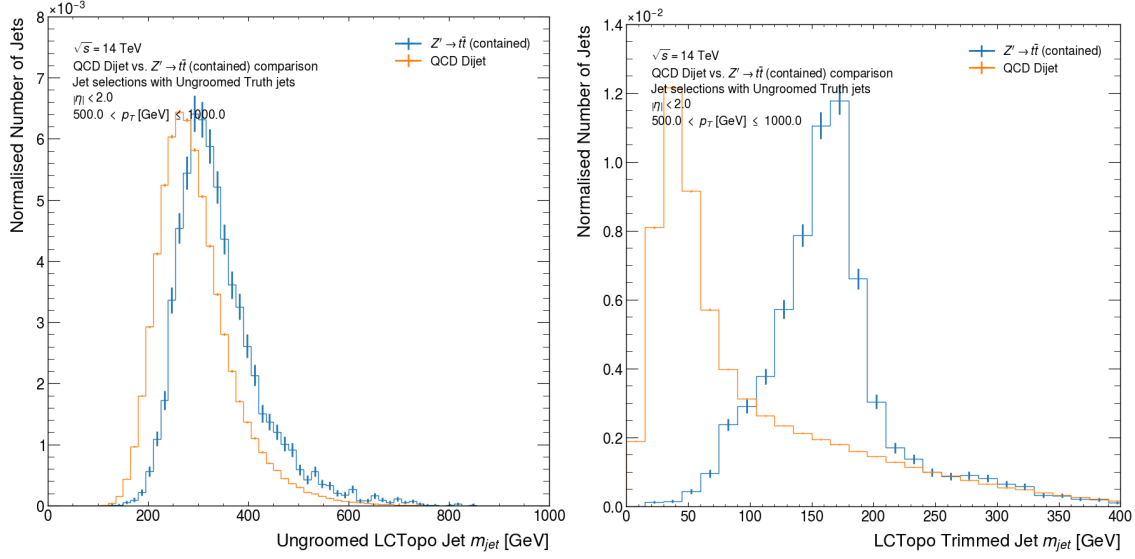 ×10⁻³
√s = 14 TeV
QCD Dijet vs. Z′ → tt̄ (contained) comparison
Jet selections with Ungroomed Truth jets
|η| < 2.0
500.0 < p_T [GeV] ≤ 1000.0
Z′ → tt̄ (contained)
QCD Dijet
Normalised Number of Jets
8
7
6
5
4
3
2
1
0
0 200 400 600 800 1000
Ungroomed LCTopo Jet m_jet [GeV]
×10⁻²
√s = 14 TeV
QCD Dijet vs. Z′ → tt̄ (contained) comparison
Jet selections with Ungroomed Truth jets
|η| < 2.0
500.0 < p_T [GeV] ≤ 1000.0
Z′ → tt̄ (contained)
QCD Dijet
Normalised Number of Jets
1.4
1.2
1.0
0.8
0.6
0.4
0.2
0.0
0 50 100 150 200 250 300 350 400
LCTopo Trimmed Jet m_jet [GeV]